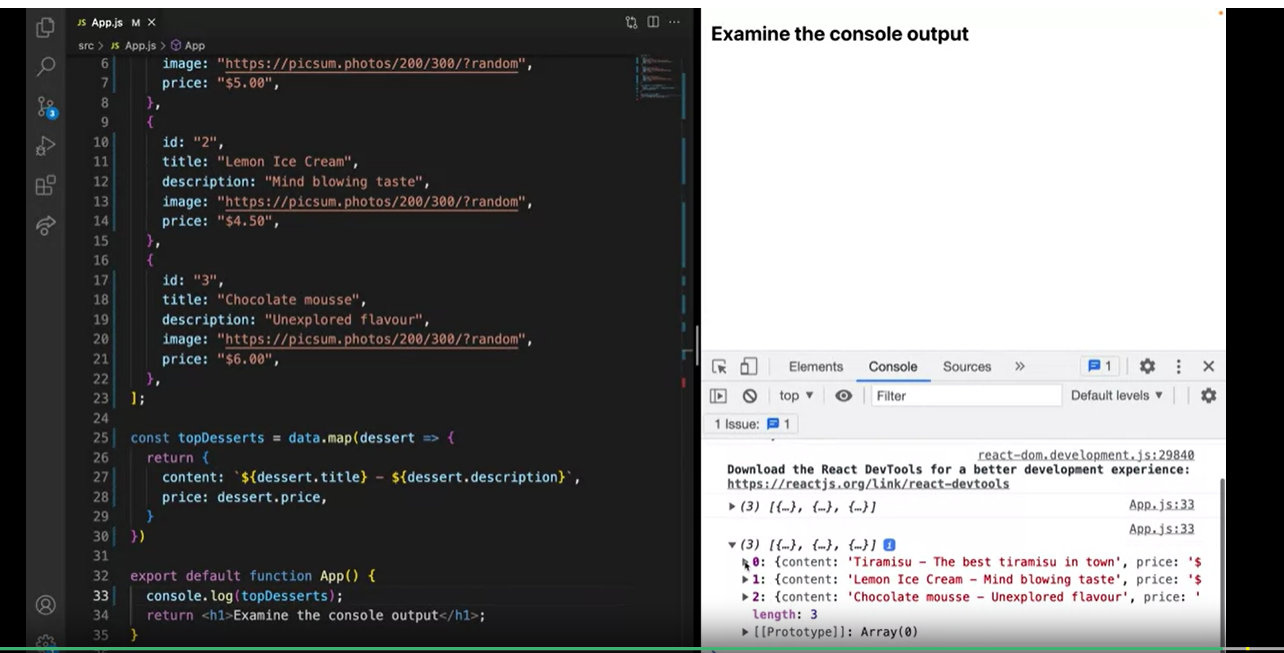 JS App.js M
src > JS App.js > App
6 image: "https://picsum.photos/200/300/?random",
7 price: "$5.00",
8 },
9 {
10 id: "2",
11 title: "Lemon Ice Cream",
12 description: "Mind blowing taste",
13 image: "https://picsum.photos/200/300/?random",
14 price: "$4.50",
15 },
16 {
17 id: "3",
18 title: "Chocolate mousse",
19 description: "Unexplored flavour",
20 image: "https://picsum.photos/200/300/?random",
21 price: "$6.00",
22 },
23 ];
24
25 const topDesserts = data.map(dessert => {
26 return {
27 content: `${dessert.title} - ${dessert.description}`,
28 price: dessert.price,
29 }
30 })
31
32 export default function App() {
33 console.log(topDesserts);
34 return <h1>Examine the console output</h1>;
35 }
3
Examine the console output
Elements Console Sources » 1
top ▼ Filter Default levels ▼
1 Issue: 1
react-dom.development.js:29840
Download the React DevTools for a better development experience:
https://reactjs.org/link/react-devtools
▶ (3) [{…}, {…}, {…}] App.js:33
App.js:33
▼ (3) [{…}, {…}, {…}] i
▶ 0: {content: 'Tiramisu - The best tiramisu in town', price: '$
▶ 1: {content: 'Lemon Ice Cream - Mind blowing taste', price: '$
▶ 2: {content: 'Chocolate mousse - Unexplored flavour', price: '
length: 3
▶ [[Prototype]]: Array(0)